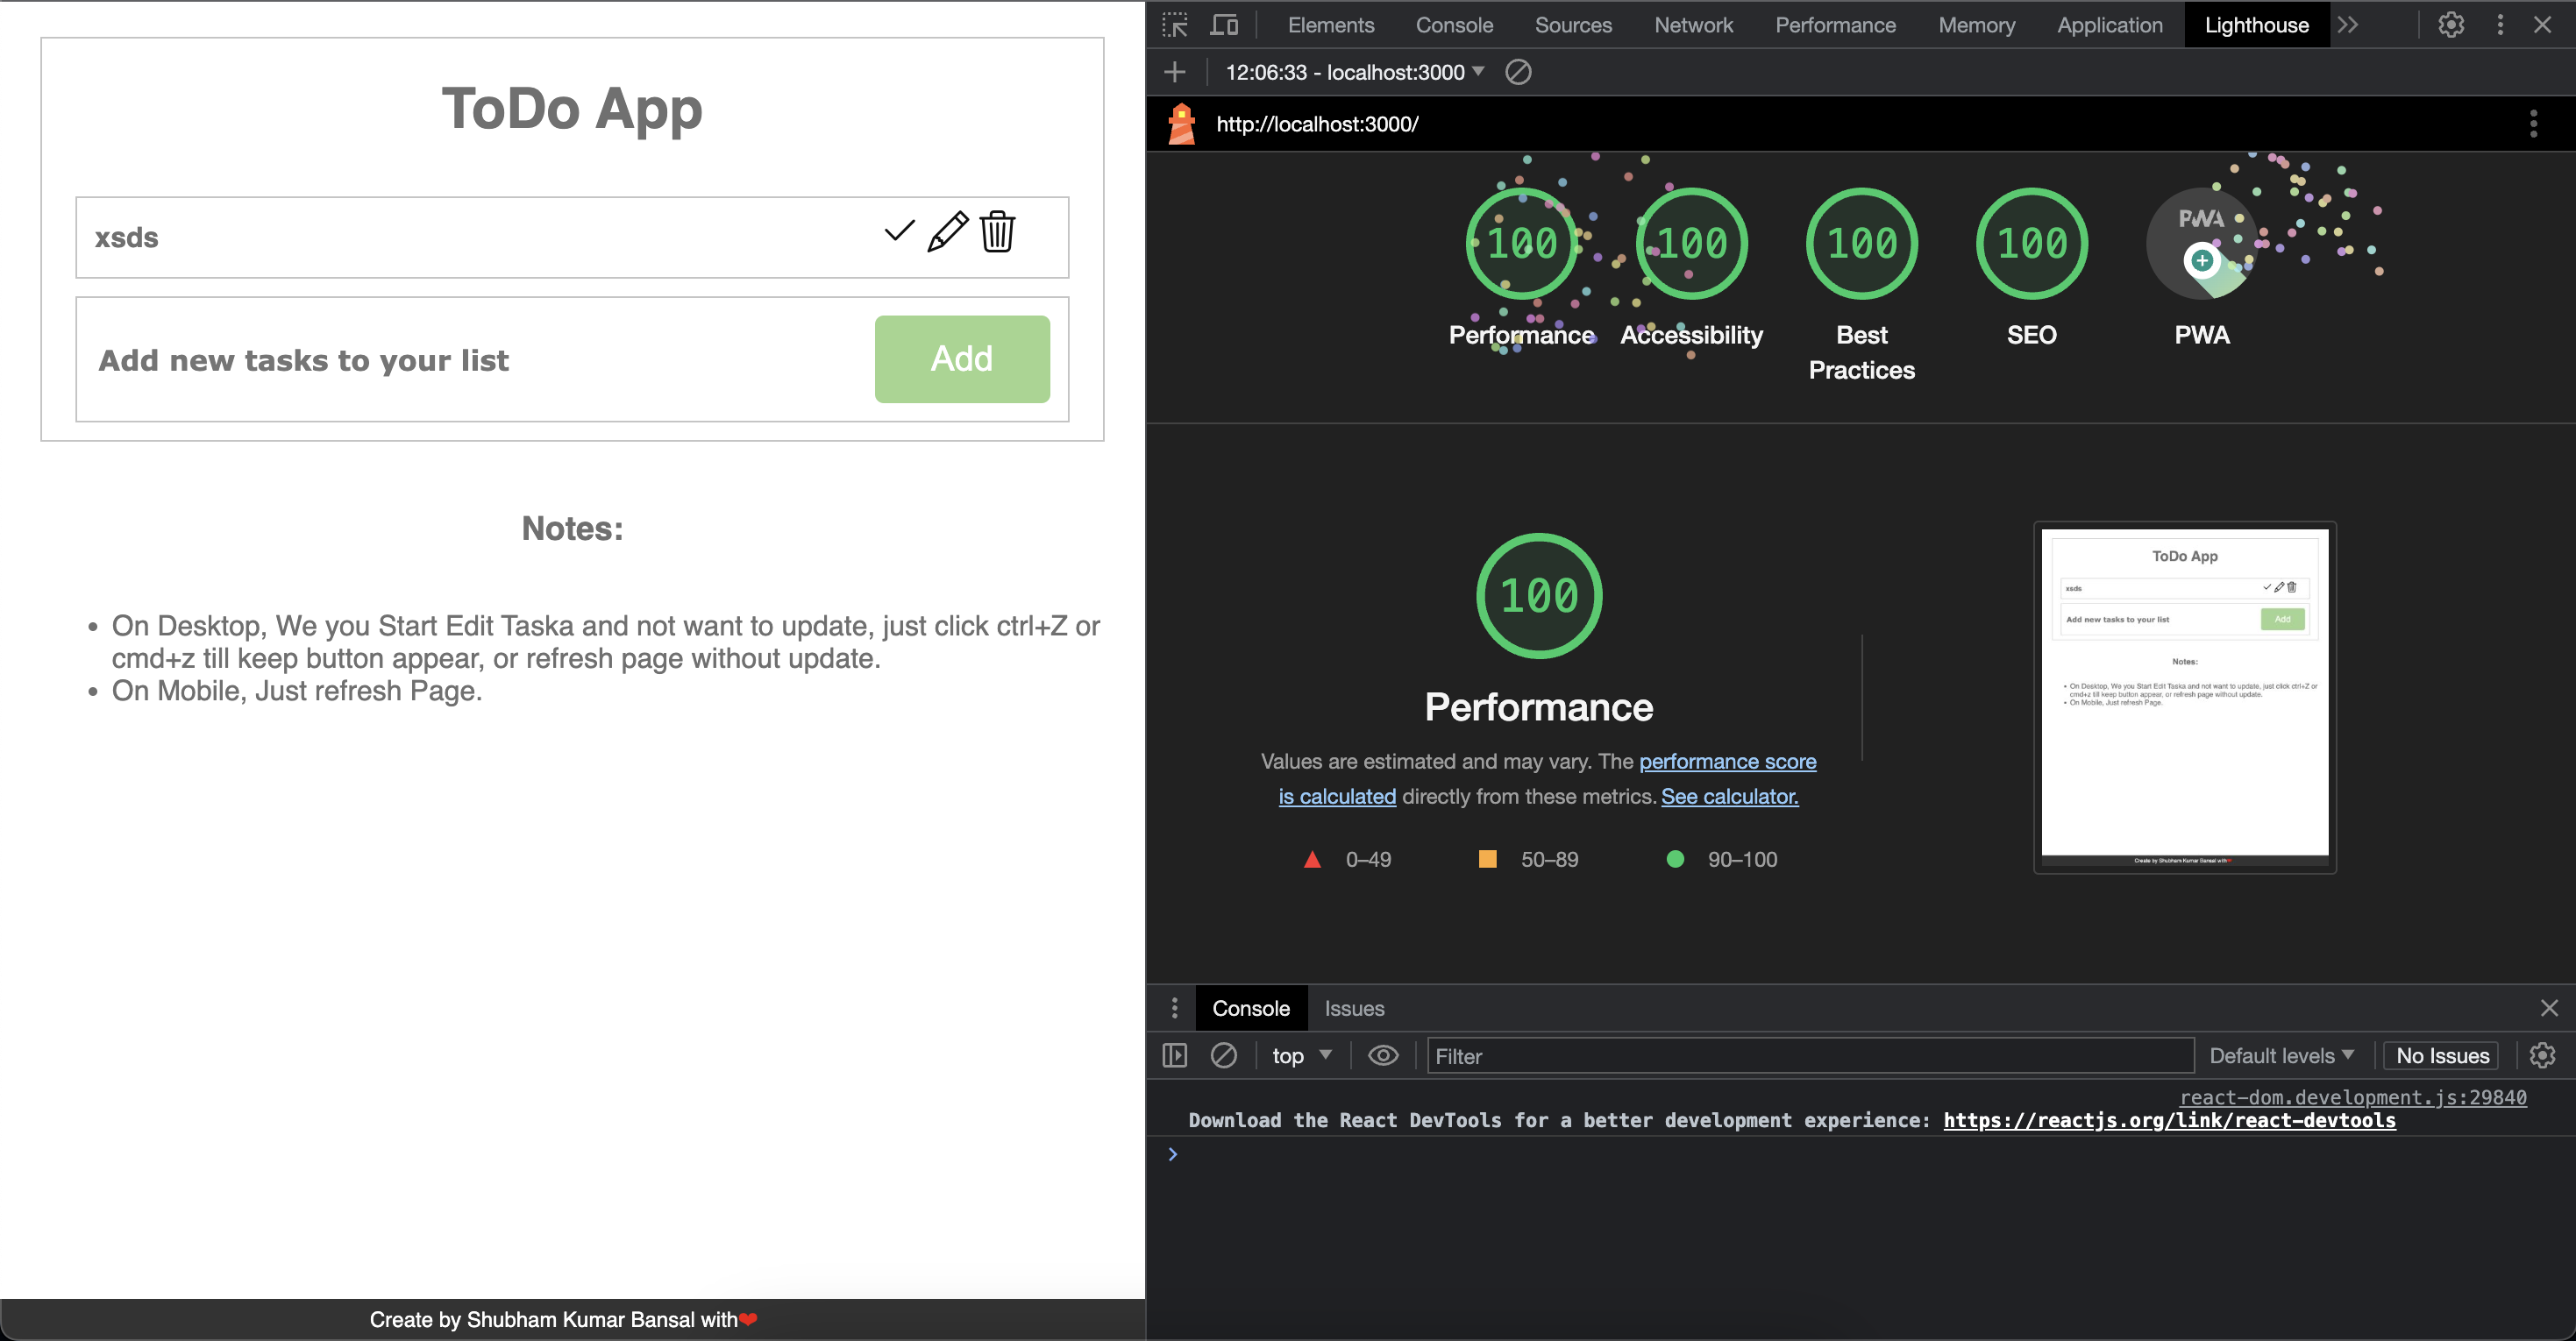 ToDo App
xsds
Add new tasks to your list
Add
Notes:
On Desktop, We you Start Edit Taska and not want to update, just click ctrl+Z or
cmd+z till keep button appear, or refresh page without update.
On Mobile, Just refresh Page.
Create by Shubham Kumar Bansal with❤
Elements Console Sources Network Performance Memory Application Lighthouse
12:06:33 - localhost:3000
http://localhost:3000/
100 100 100 100 PWA
Performance Accessibility Best Practices SEO PWA
100
Performance
Values are estimated and may vary. The performance score
is calculated directly from these metrics. See calculator.
0–49 50–89 90–100
ToDo App
xsds
Add new tasks to your list
Add
Notes:
On Desktop, We you Start Edit Taska and not want to update, just click ctrl+Z or
cmd+z till keep button appear, or refresh page without update.
On Mobile, Just refresh Page.
Create by Shubham Kumar Bansal with❤
Console Issues
top Filter Default levels No Issues
react-dom.development.js:29840
Download the React DevTools for a better development experience: https://reactjs.org/link/react-devtools